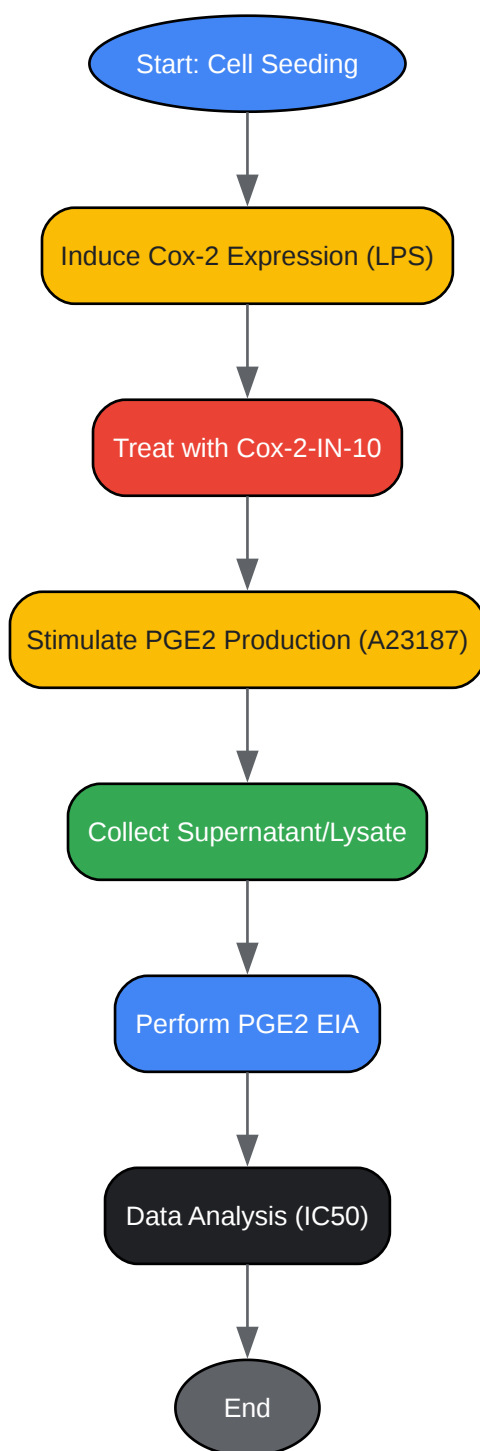 Start: Cell Seeding
Induce Cox-2 Expression (LPS)
Treat with Cox-2-IN-10
Stimulate PGE2 Production (A23187)
Collect Supernatant/Lysate
Perform PGE2 EIA
Data Analysis (IC50)
End